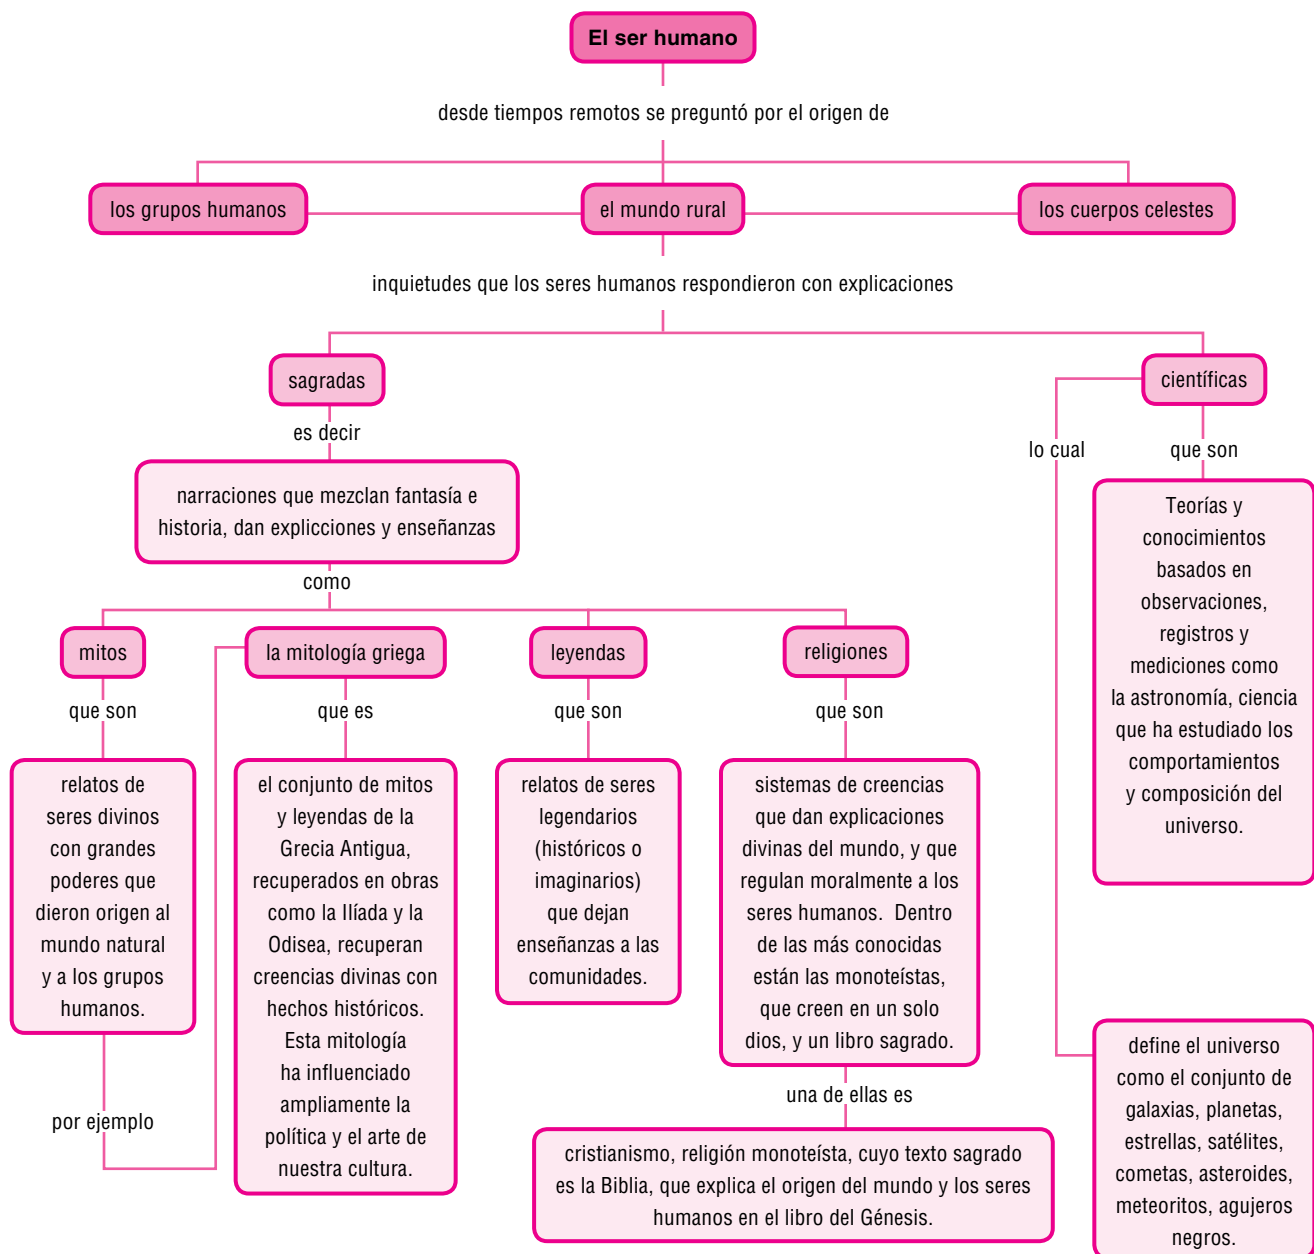 El ser humano
desde tiempos remotos se preguntó por el origen de
los grupos humanos
el mundo rural
los cuerpos celestes
inquietudes que los seres humanos respondieron con explicaciones
sagradas
científicas
es decir
lo cual
que son
narraciones que mezclan fantasía e
historia, dan explicciones y enseñanzas
Teorías y
conocimientos
basados en
observaciones,
registros y
mediciones como
la astronomía, ciencia
que ha estudiado los
comportamientos
y composición del
universo.
como
mitos
la mitología griega
leyendas
religiones
que son
que es
que son
que son
relatos de
seres divinos
con grandes
poderes que
dieron origen al
mundo natural
y a los grupos
humanos.
el conjunto de mitos
y leyendas de la
Grecia Antigua,
recuperados en obras
como la Ilíada y la
Odisea, recuperan
creencias divinas con
hechos históricos.
Esta mitología
ha influenciado
ampliamente la
política y el arte de
nuestra cultura.
relatos de seres
legendarios
(históricos o
imaginarios)
que dejan
enseñanzas a las
comunidades.
sistemas de creencias
que dan explicaciones
divinas del mundo, y que
regulan moralmente a los
seres humanos. Dentro
de las más conocidas
están las monoteístas,
que creen en un solo
dios, y un libro sagrado.
por ejemplo
una de ellas es
cristianismo, religión monoteísta, cuyo texto sagrado
es la Biblia, que explica el origen del mundo y los seres
humanos en el libro del Génesis.
define el universo
como el conjunto de
galaxias, planetas,
estrellas, satélites,
cometas, asteroides,
meteoritos, agujeros
negros.